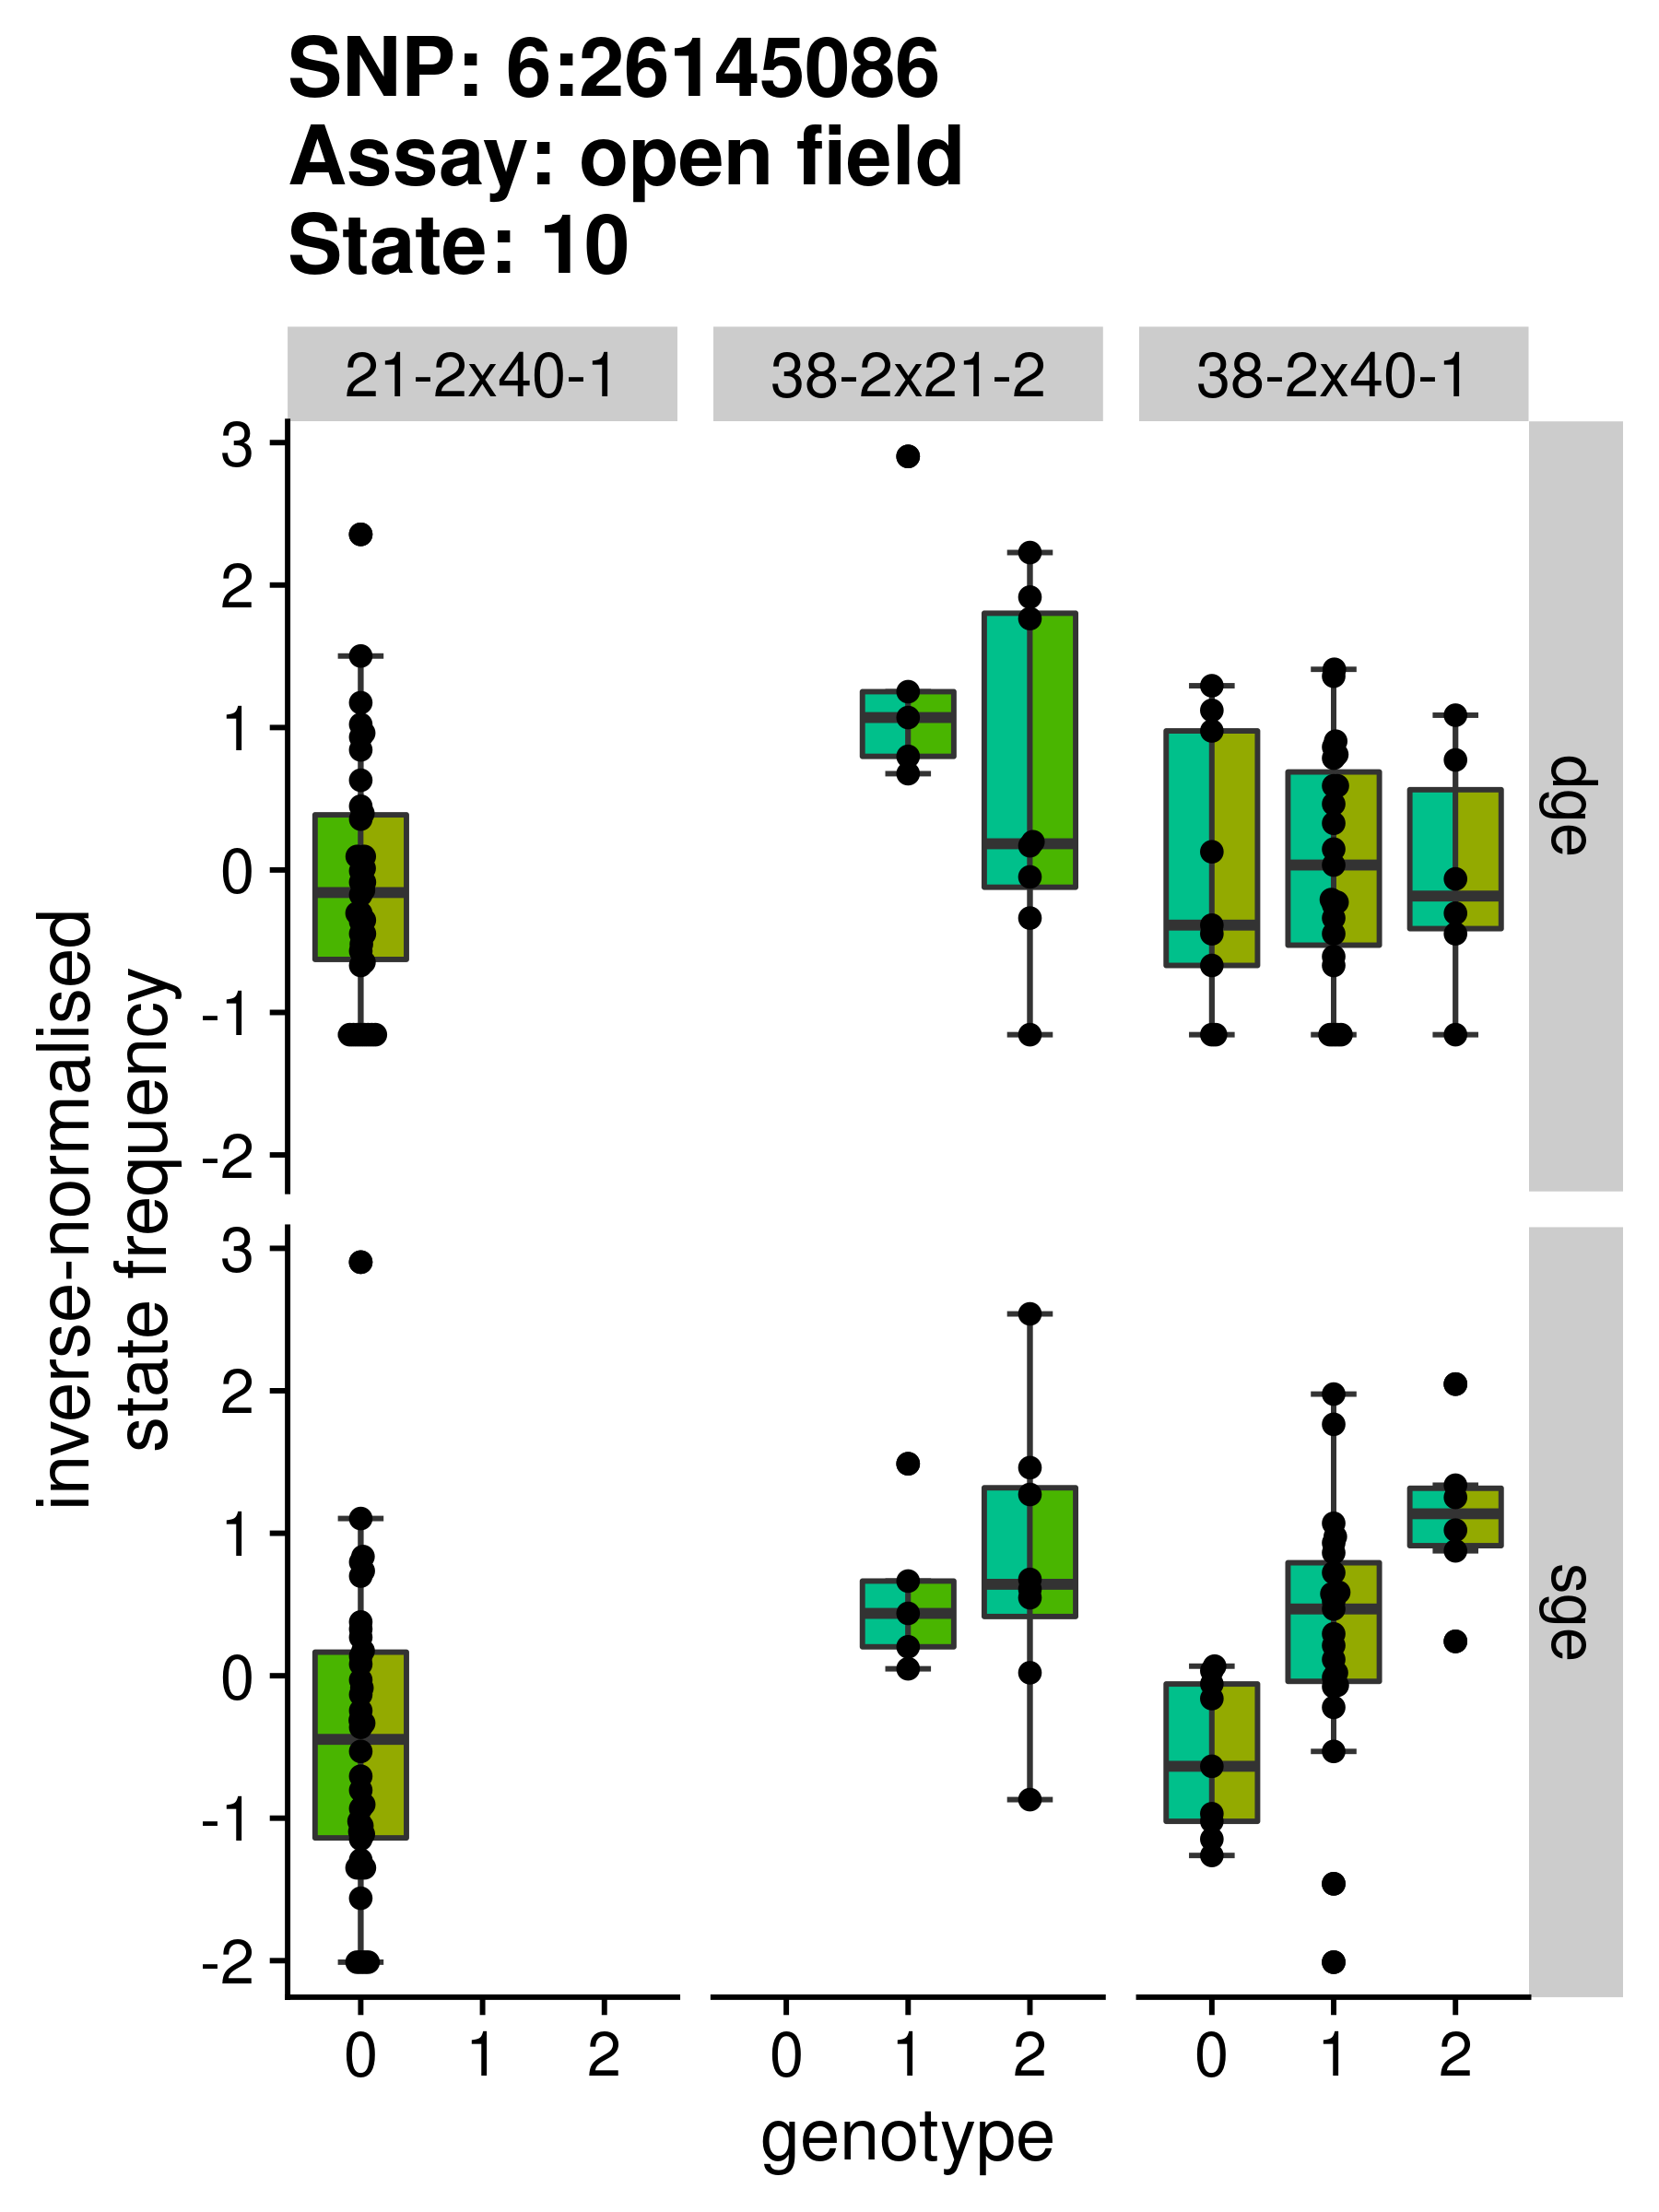 SNP: 6:26145086
Assay: open field
State: 10
21-2x40-1
38-2x21-2
38-2x40-1
3
2
1
0
-1
-2
dge
inverse-normalised
state frequency
3
2
1
0
-1
-2
sge
0
1
2
0
1
2
0
1
2
genotype